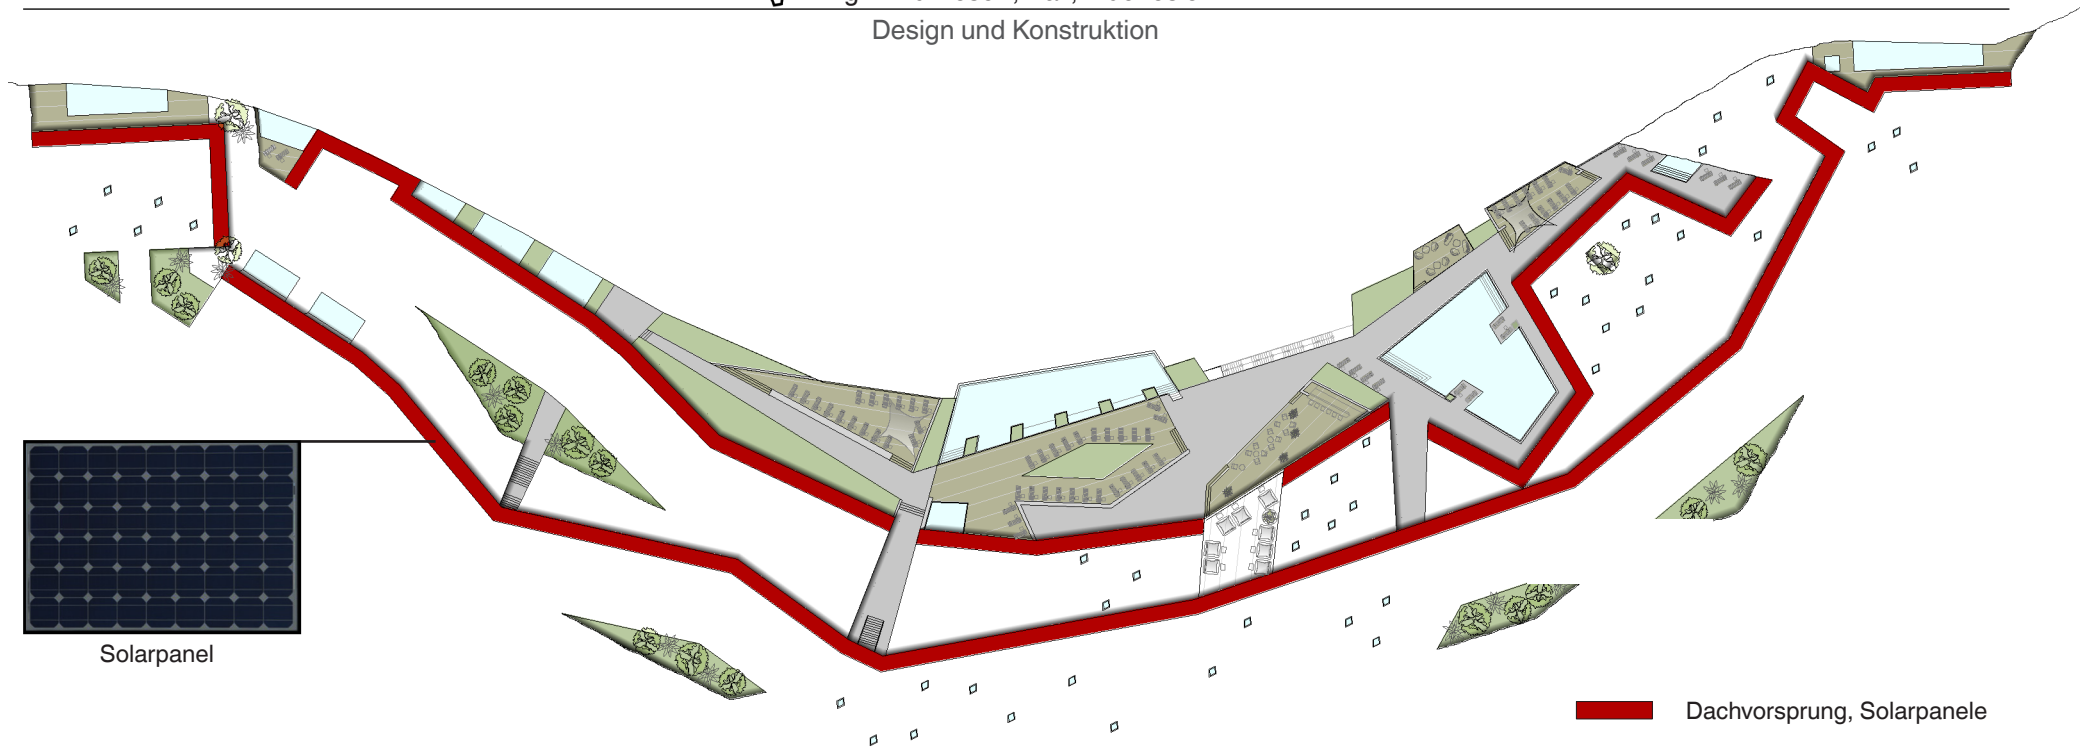 Design und Konstruktion
Solarpanel
Dachvorsprung, Solarpanele